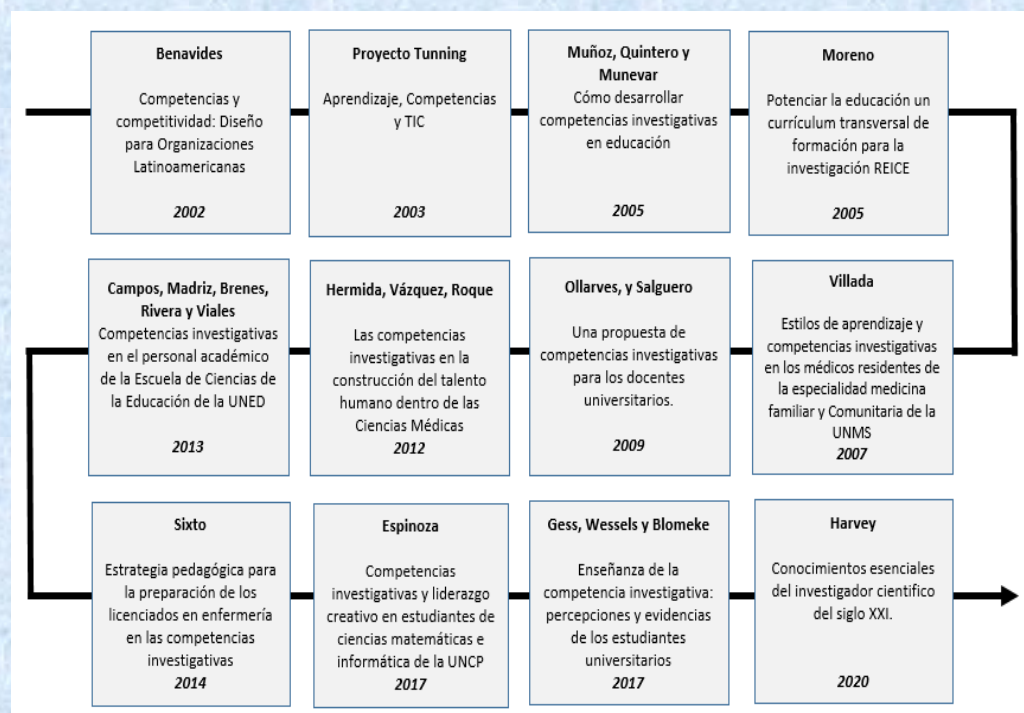 Benavides
Competencias y
competitividad: Diseño
para Organizaciones
Latinoamericanas
2002
Proyecto Tunning
Aprendizaje, Competencias
y TIC
2003
Muñoz, Quintero y
Munevar
Cómo desarrollar
competencias investigativas
en educación
2005
Moreno
Potenciar la educación un
currículum transversal de
formación para la
investigación REICE
2005
Villada
Estilos de aprendizaje y
competencias investigativas
en los médicos residentes de
la especialidad medicina
familiar y Comunitaria de la
UNMS
2007
Ollarves, y Salguero
Una propuesta de
competencias investigativas
para los docentes
universitarios.
2009
Hermida, Vázquez, Roque
Las competencias
investigativas en la
construcción del talento
humano dentro de las
Ciencias Médicas
2012
Campos, Madriz, Brenes,
Rivera y Viales
Competencias investigativas
en el personal académico
de la Escuela de Ciencias de
la Educación de la UNED
2013
Sixto
Estrategia pedagógica para
la preparación de los
licenciados en enfermería
en las competencias
investigativas
2014
Espinoza
Competencias
investigativas y liderazgo
creativo en estudiantes de
ciencias matemáticas e
informática de la UNCP
2017
Gess, Wessels y Blomeke
Enseñanza de la
competencia investigativa:
percepciones y evidencias
de los estudiantes
universitarios
2017
Harvey
Conocimientos esenciales
del investigador cientifico
del siglo XXI.
2020